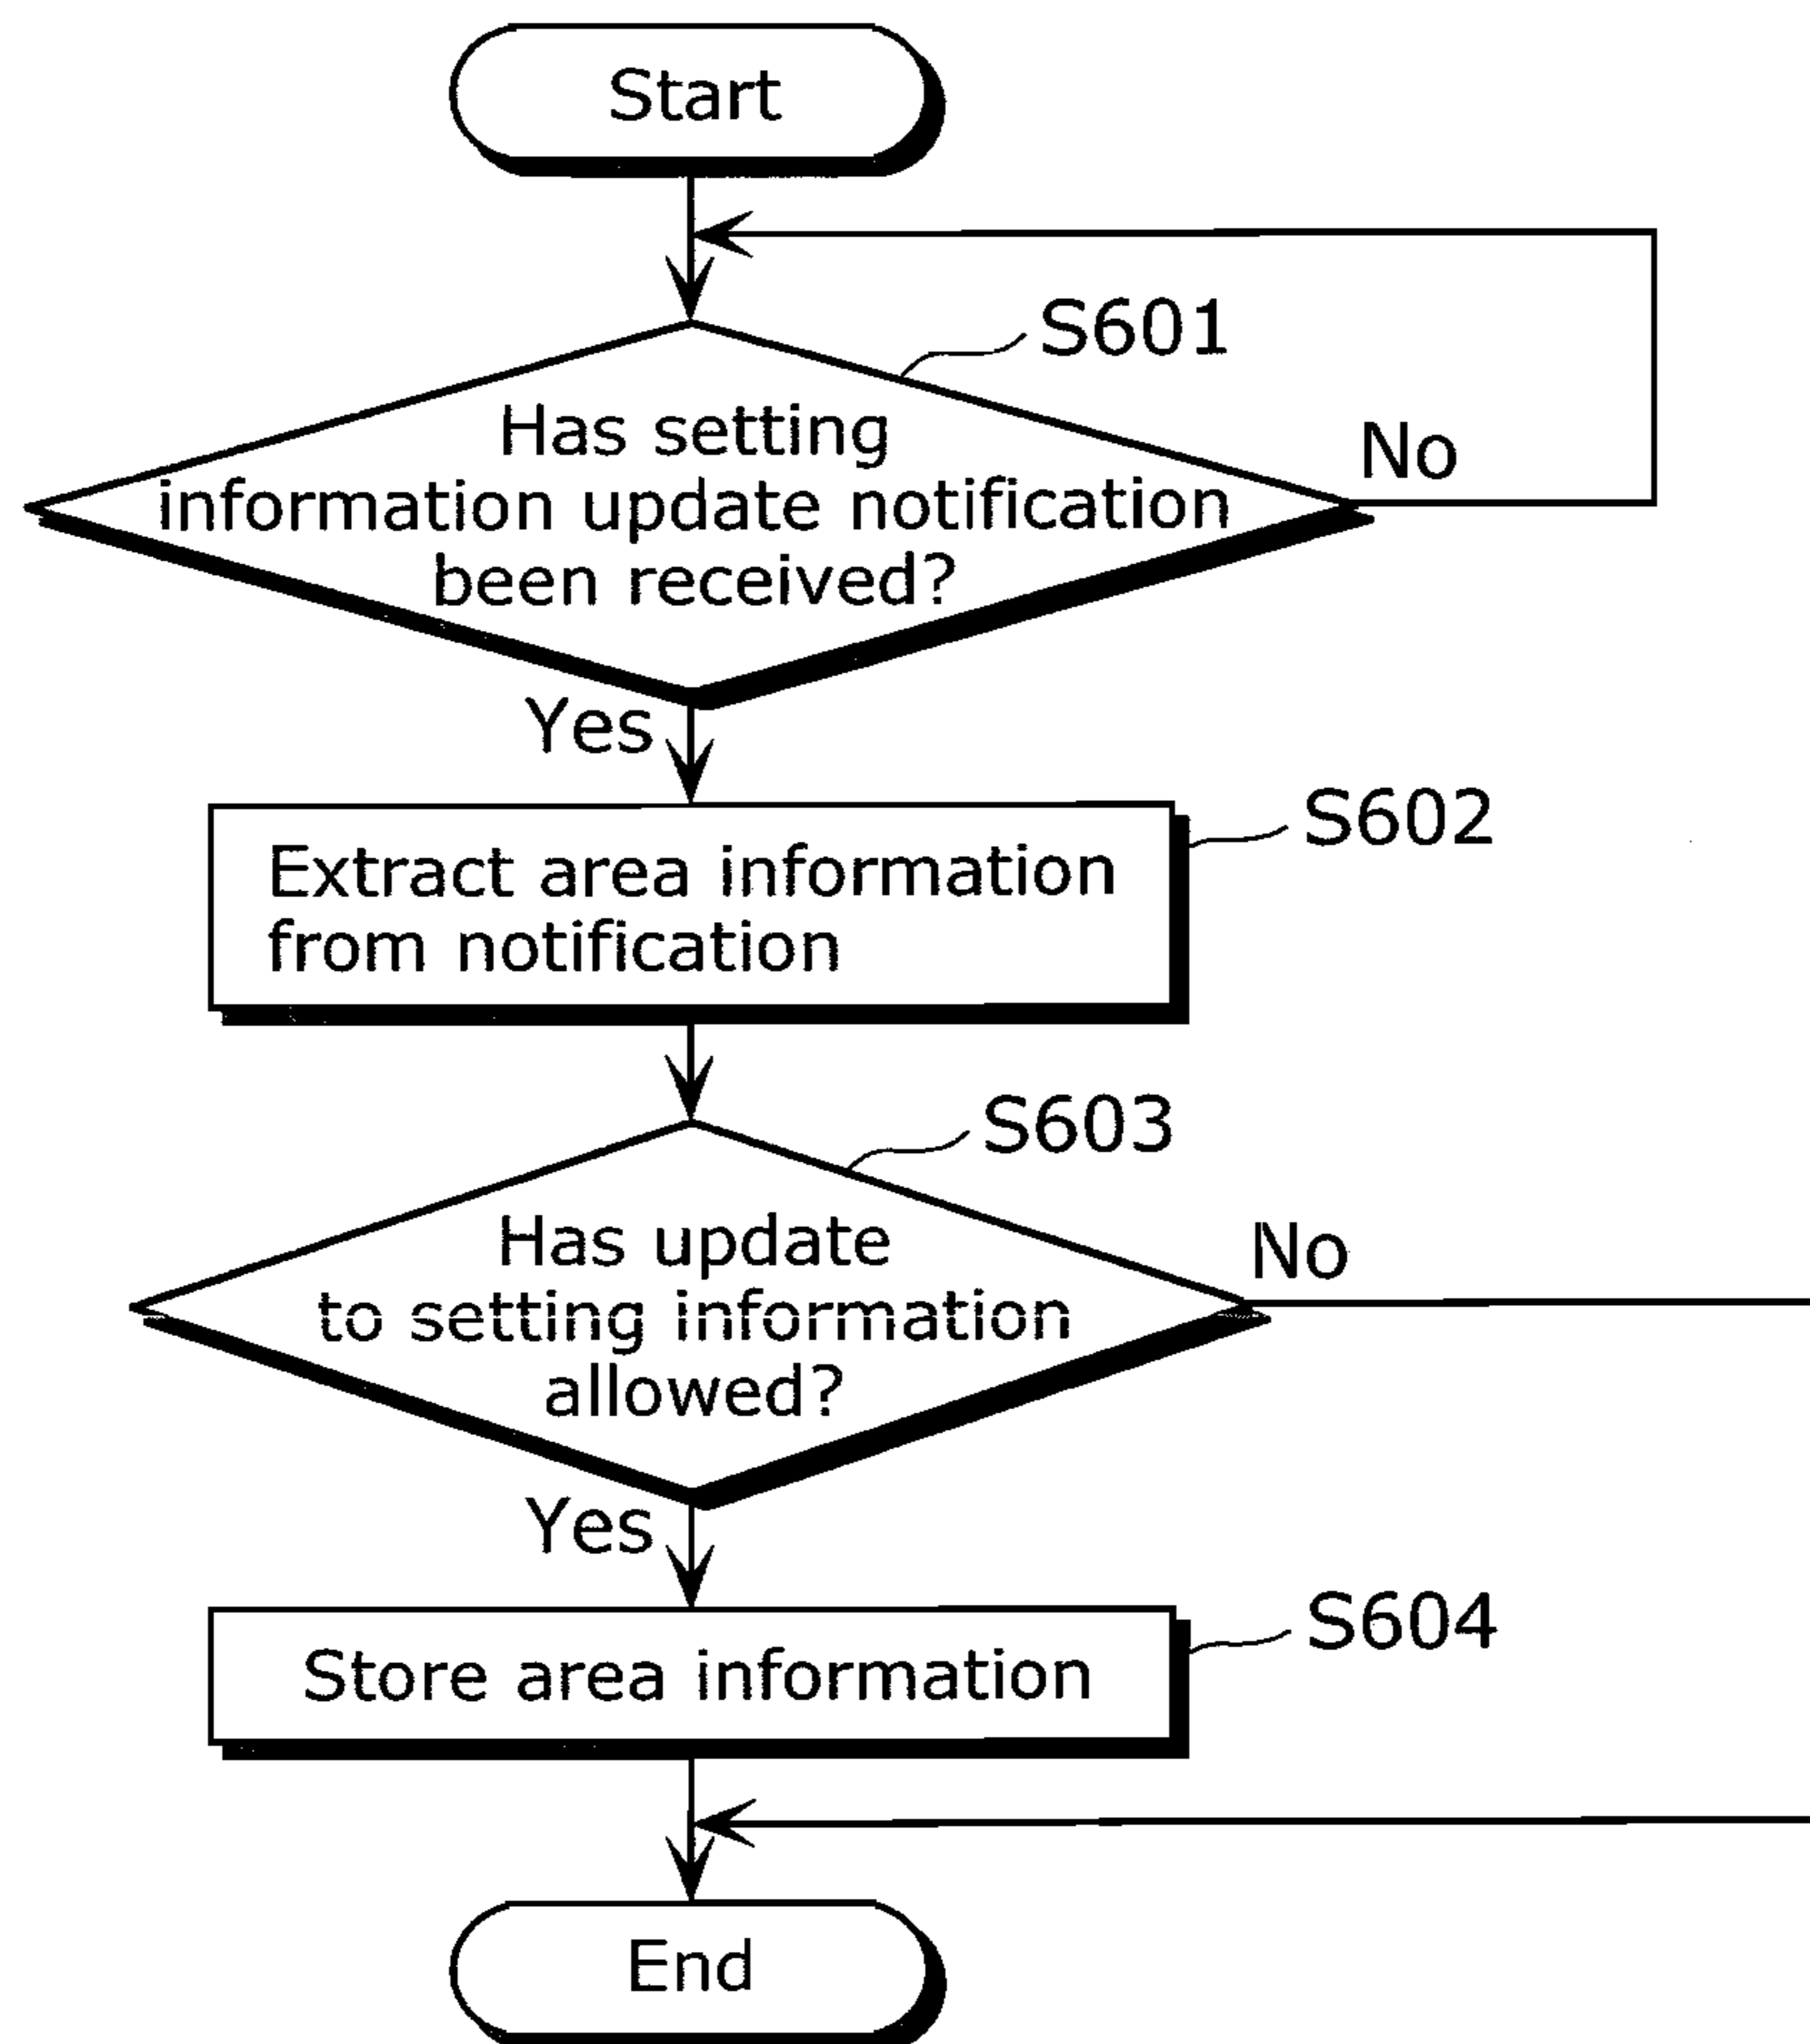 Start
S601
Has setting
information update notification
been received?
No
Yes
S602
Extract area information
from notification
S603
Has update
to setting information
allowed?
No
Yes
S604
Store area information
End